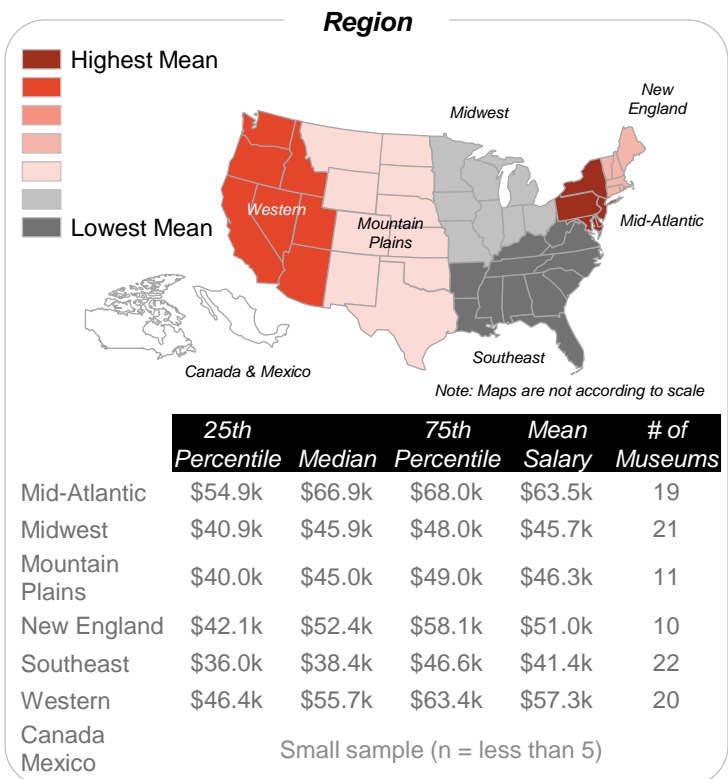 Region
Highest Mean
Lowest Mean
New
England
Midwest
Western
Mountain
Plains
Mid-Atlantic
Southeast
Canada & Mexico
Note: Maps are not according to scale
25th Percentile Median 75th Percentile Mean Salary # of Museums
Mid-Atlantic $54.9k $66.9k $68.0k $63.5k 19
Midwest $40.9k $45.9k $48.0k $45.7k 21
Mountain Plains $40.0k $45.0k $49.0k $46.3k 11
New England $42.1k $52.4k $58.1k $51.0k 10
Southeast $36.0k $38.4k $46.6k $41.4k 22
Western $46.4k $55.7k $63.4k $57.3k 20
Canada Mexico Small sample (n = less than 5)